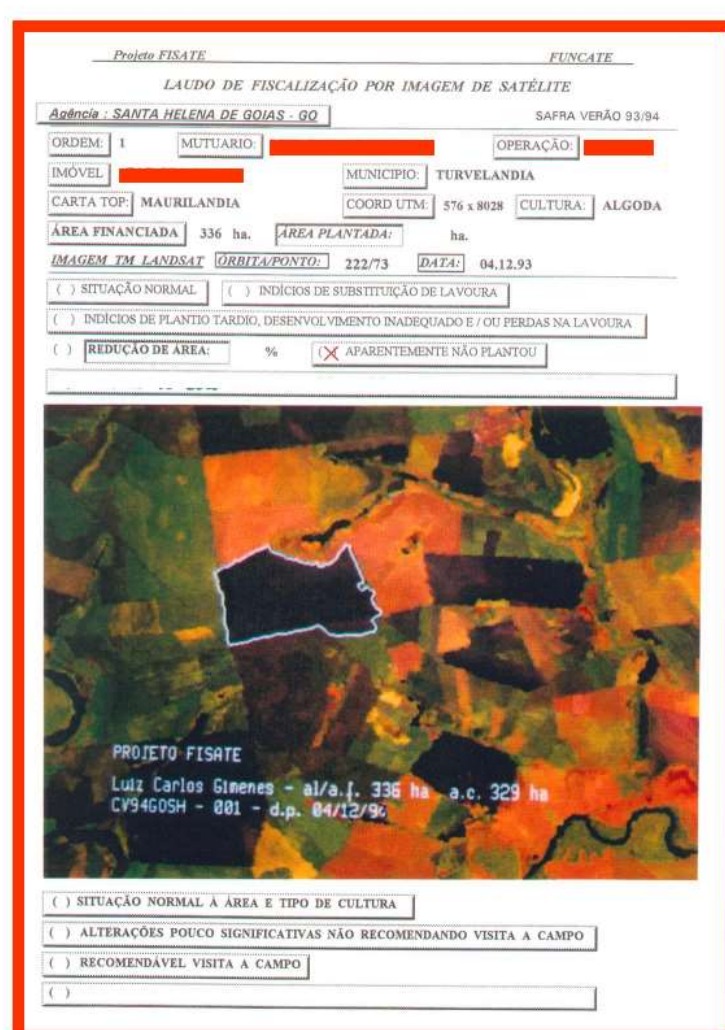 Projeto FISATE FUNCATE
LAUDO DE FISCALIZAÇÃO POR IMAGEM DE SATÉLITE
Agência : SANTA HELENA DE GOIAS - GO SAFRA VERÃO 93/94
ORDEM: 1 MUTUARIO: OPERAÇÃO:
IMÓVEL MUNICIPIO: TURVELANDIA
CARTA TOP: MAURILANDIA COORD UTM: 576 x 8028 CULTURA: ALGODA
ÁREA FINANCIADA 336 ha. ÁREA PLANTADA: ha.
IMAGEM TM LANDSAT ÓRBITA/PONTO: 222/73 DATA: 04.12.93
( ) SITUAÇÃO NORMAL ( ) INDÍCIOS DE SUBSTITUIÇÃO DE LAVOURA
( ) INDÍCIOS DE PLANTIO TARDIO, DESENVOLVIMENTO INADEQUADO E / OU PERDAS NA LAVOURA
( ) REDUÇÃO DE ÁREA: % (X) APARENTEMENTE NÃO PLANTOU
PROJETO FISATE
Luiz Carlos Gimenes - al/a.f. 336 ha a.c. 329 ha
CV94GOSH - 001 - d.p.
( ) SITUAÇÃO NORMAL À ÁREA E TIPO DE CULTURA
( ) ALTERAÇÕES POUCO SIGNIFICATIVAS NÃO RECOMENDANDO VISITA A CAMPO
( ) RECOMENDÁVEL VISITA A CAMPO
( )